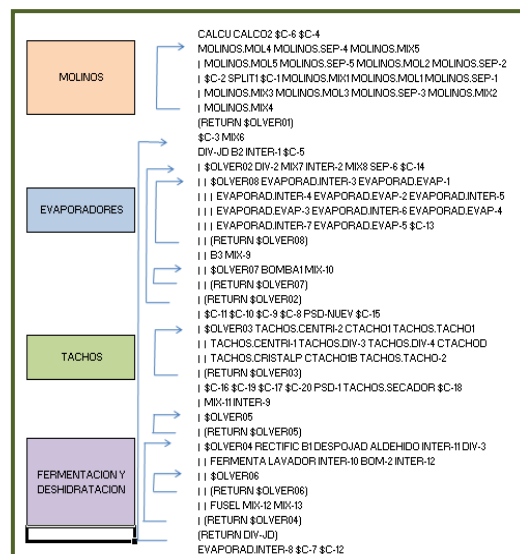 CALCU CALCO2 $C-6 $C-4
MOLINOS.MOL4 MOLINOS.SEP-4 MOLINOS.MIX5
| MOLINOS.MOL5 MOLINOS.SEP-5 MOLINOS.MOL2 MOLINOS.SEP-2
| $C-2 SPLIT1 $C-1 MOLINOS.MIX1 MOLINOS.MOL1 MOLINOS.SEP-1
| MOLINOS.MIX3 MOLINOS.MOL3 MOLINOS.SEP-3 MOLINOS.MIX2
| MOLINOS.MIX4
(RETURN $OLVER01)
MOLINOS
$C-3 MIX6
DIV-JD B2 INTER-1 $C-5
| $OLVER02 DIV-2 MIX7 INTER-2 MIX8 SEP-6 $C-14
| | $OLVER08 EVAPORAD.INTER-3 EVAPORAD.EVAP-1
| | | EVAPORAD.INTER-4 EVAPORAD.EVAP-2 EVAPORAD.INTER-5
| | | EVAPORAD.EVAP-3 EVAPORAD.INTER-6 EVAPORAD.EVAP-4
| | | EVAPORAD.INTER-7 EVAPORAD.EVAP-5 $C-13
| | (RETURN $OLVER08)
| | B3 MIX-9
| | $OLVER07 BOMBA1 MIX-10
| | (RETURN $OLVER07)
| (RETURN $OLVER02)
EVAPORADORES
| $C-11 $C-10 $C-9 $C-8 PSD-NUEV $C-15
| $OLVER03 TACHOS.CENTRI-2 CTACHO1 TACHOS.TACHO1
| | TACHOS.CENTRI-1 TACHOS.DIV-3 TACHOS.DIV-4 CTACHOD
| | TACHOS.CRISTALP CTACHO1B TACHOS.TACHO-2
| (RETURN $OLVER03)
TACHOS
| $C-16 $C-19 $C-17 $C-20 PSD-1 TACHOS.SECADOR $C-18
| MIX-11 INTER-9
| $OLVER05
| (RETURN $OLVER05)
| $OLVER04 RECTIFIC B1 DESPOJAD ALDEHIDO INTER-11 DIV-3
| | FERMENTA LAVADOR INTER-10 BOM-2 INTER-12
| | $OLVER06
| | (RETURN $OLVER06)
| | FUSEL MIX-12 MIX-13
| (RETURN $OLVER04)
(RETURN DIV-JD)
EVAPORAD.INTER-8 $C-7 $C-12
FERMENTACION Y
DESHIDRATACION